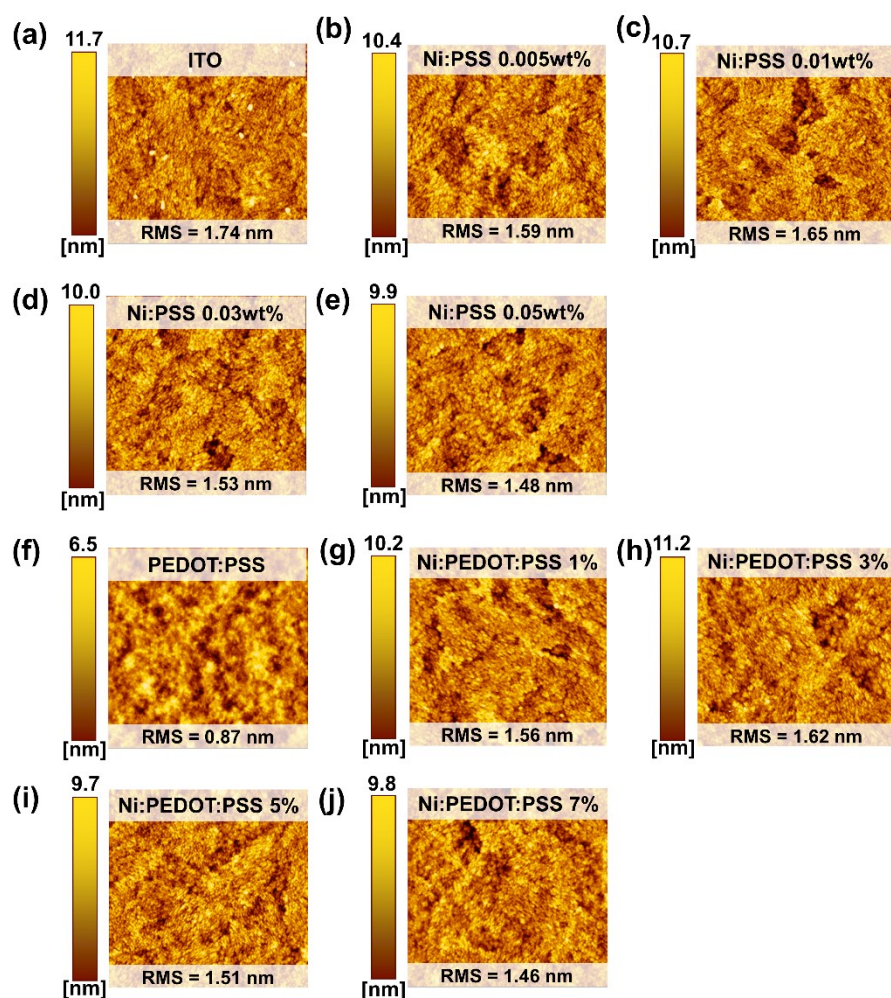 (a)
11.7
ITO
RMS = 1.74 nm
[nm]
(b)
10.4
Ni:PSS 0.005wt%
RMS = 1.59 nm
[nm]
(c)
10.7
Ni:PSS 0.01wt%
RMS = 1.65 nm
[nm]
(d)
10.0
Ni:PSS 0.03wt%
RMS = 1.53 nm
[nm]
(e)
9.9
Ni:PSS 0.05wt%
RMS = 1.48 nm
[nm]
(f)
6.5
PEDOT:PSS
RMS = 0.87 nm
[nm]
(g)
10.2
Ni:PEDOT:PSS 1%
RMS = 1.56 nm
[nm]
(h)
11.2
Ni:PEDOT:PSS 3%
RMS = 1.62 nm
[nm]
(i)
9.7
Ni:PEDOT:PSS 5%
RMS = 1.51 nm
[nm]
(j)
9.8
Ni:PEDOT:PSS 7%
RMS = 1.46 nm
[nm]